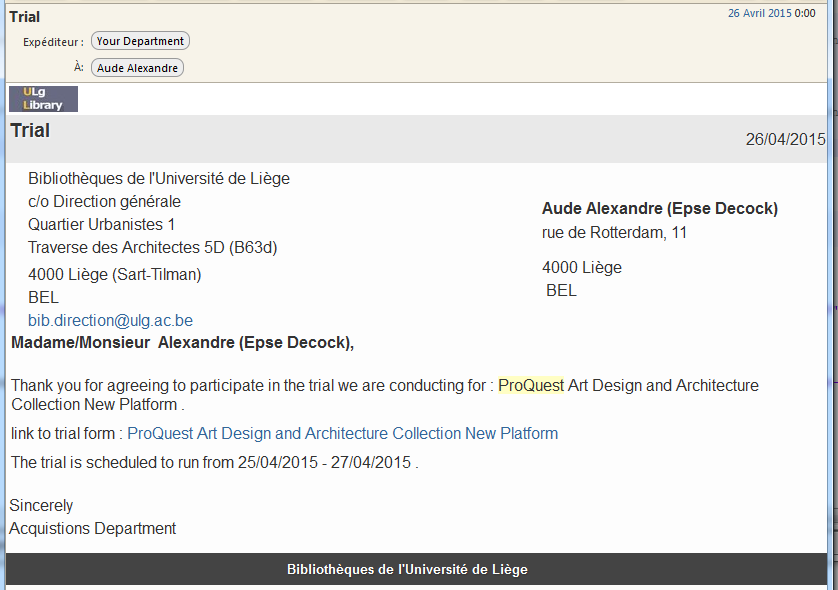 Trial
26 Avril 2015 0:00
Expéditeur : Your Department
À: Aude Alexandre
ULg
Library
Trial
26/04/2015
Bibliothèques de l'Université de Liège
c/o Direction générale
Quartier Urbanistes 1
Traverse des Architectes 5D (B63d)
4000 Liège (Sart-Tilman)
BEL
bib.direction@ulg.ac.be
Aude Alexandre (Epse Decock)
rue de Rotterdam, 11
4000 Liège
BEL
Madame/Monsieur Alexandre (Epse Decock),
Thank you for agreeing to participate in the trial we are conducting for : ProQuest Art Design and Architecture
Collection New Platform .
link to trial form : ProQuest Art Design and Architecture Collection New Platform
The trial is scheduled to run from 25/04/2015 - 27/04/2015 .
Sincerely
Acquistions Department
Bibliothèques de l'Université de Liège